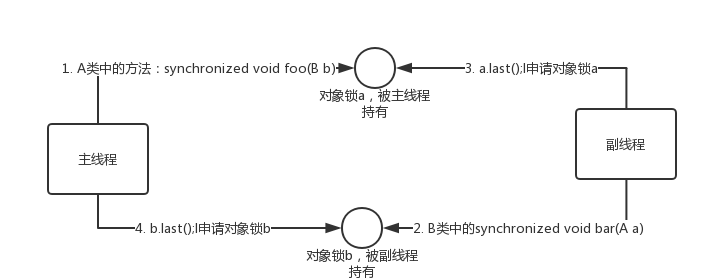 1. A类中的方法：synchronized void foo(B b)
3. a.last();l申请对象锁a
对象锁a，被主线程
持有
主线程
副线程
4. b.last();l申请对象锁b
2. B类中的synchronized void bar(A a)
对象锁b，被副线程
持有